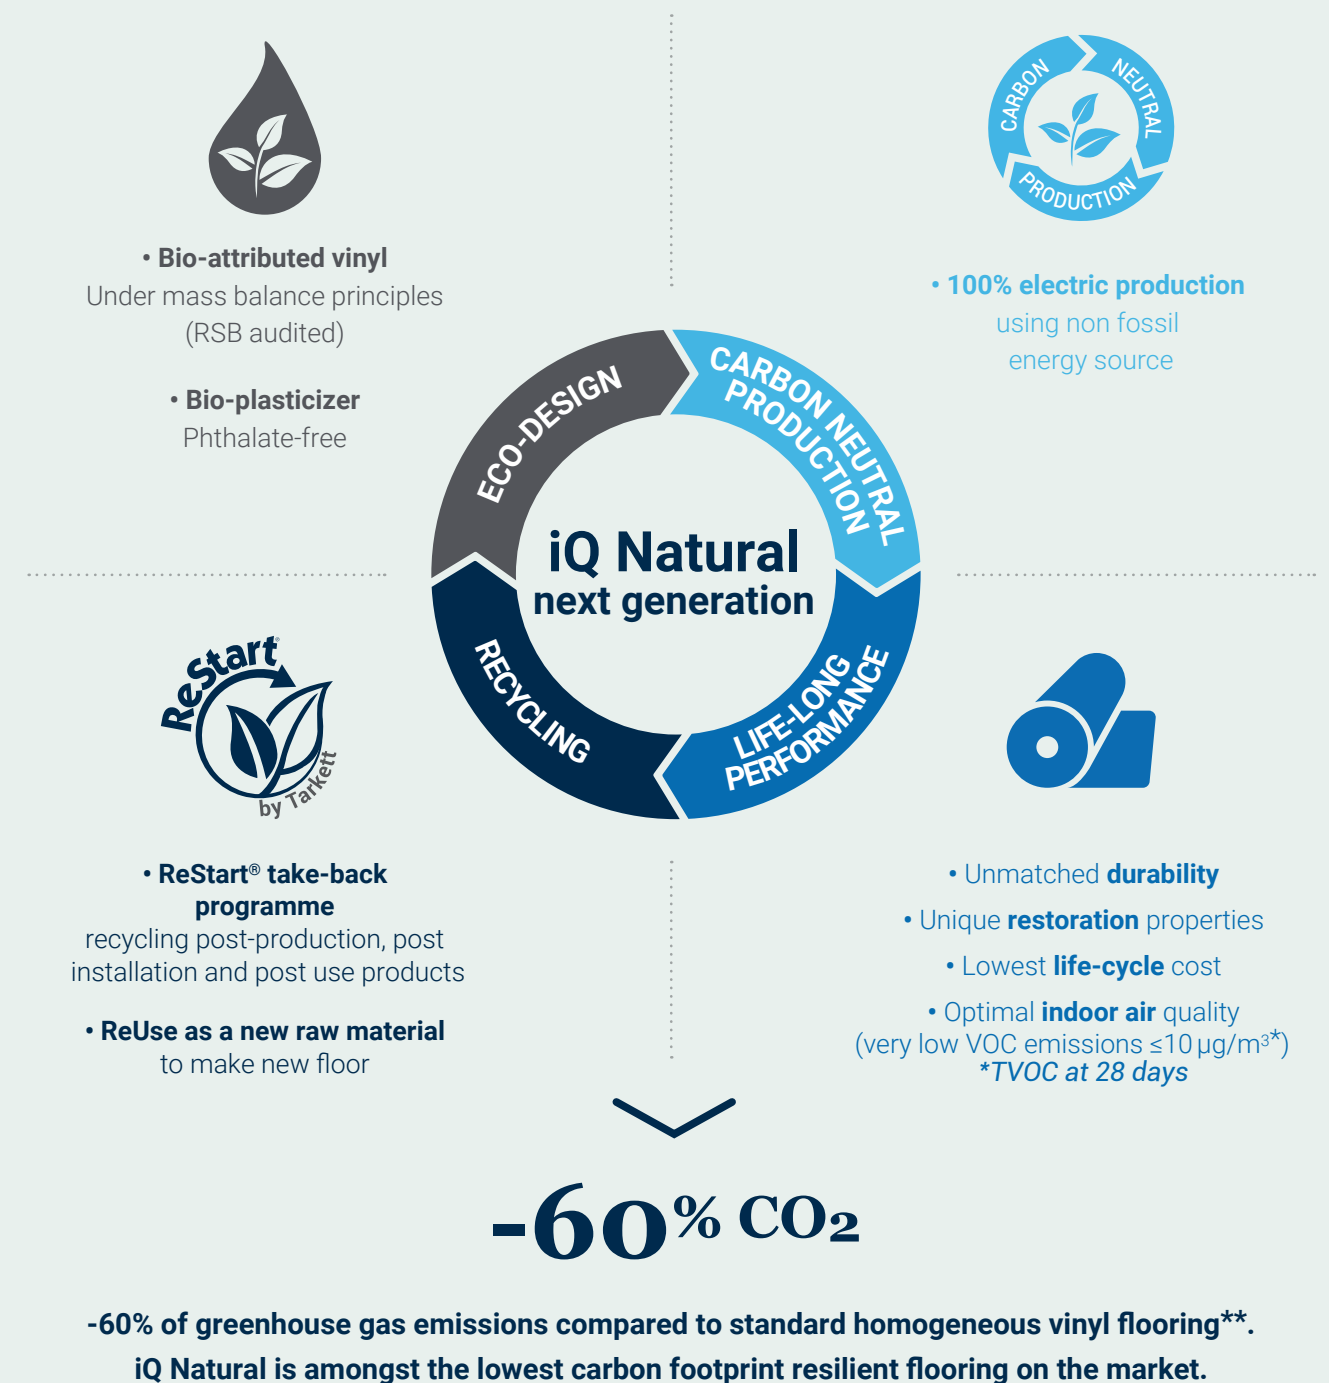 • Bio-attributed vinyl
Under mass balance principles
(RSB audited)
• Bio-plasticizer
Phthalate-free
CARBON
NEUTRAL
PRODUCTION
• 100% electric production
using non fossil
energy source
ECO-DESIGN
CARBON NEUTRAL
PRODUCTION
LIFE-LONG
PERFORMANCE
RECYCLING
iQ Natural
next generation
ReStart®
by Tarkett
• ReStart® take-back
programme
recycling post-production, post
installation and post use products
• ReUse as a new raw material
to make new floor
• Unmatched durability
• Unique restoration properties
• Lowest life-cycle cost
• Optimal indoor air quality
(very low VOC emissions ≤10 µg/m³*)
*TVOC at 28 days
-60% CO₂
-60% of greenhouse gas emissions compared to standard homogeneous vinyl flooring**.
iQ Natural is amongst the lowest carbon footprint resilient flooring on the market.